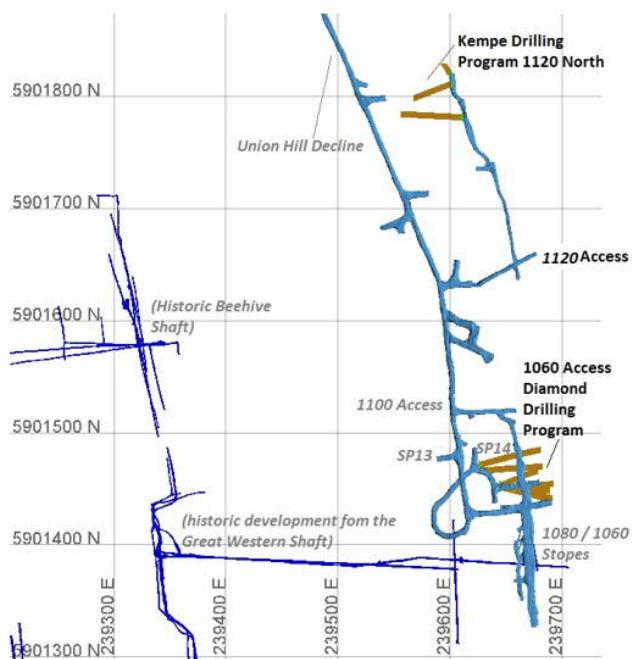 Kempe Drilling
Program 1120 North
5901800 N
Union Hill Decline
5901700 N
1120 Access
(Historic Beehive
Shaft)
5901600 N
1060 Access
Diamond
Drilling
Program
1100 Access
5901500 N
SP13
SP14
(historic development fom the
Great Western Shaft)
5901400 N
1080 / 1060
Stopes
5901300 N
239300 E
239400 E
239500 E
239600 E
239700 E